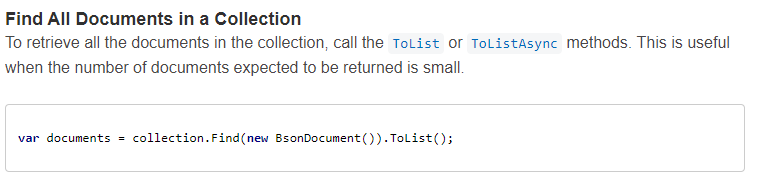 Find All Documents in a Collection
To retrieve all the documents in the collection, call the ToList or ToListAsync methods. This is useful
when the number of documents expected to be returned is small.
var documents = collection.Find(new BsonDocument()).ToList();